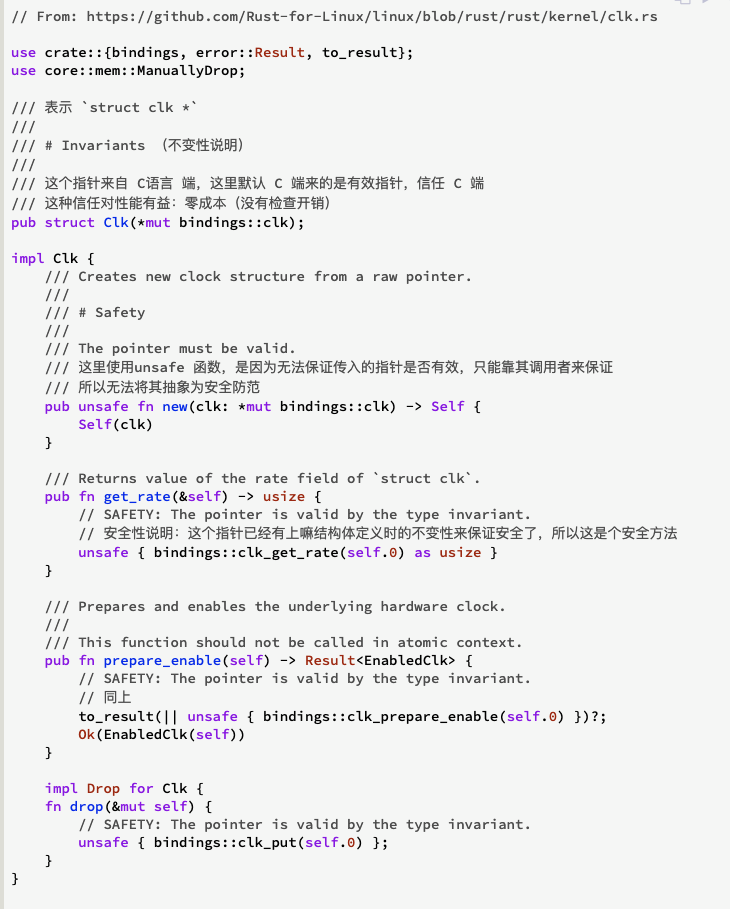 // From: https://github.com/Rust-for-Linux/linux/blob/rust/rust/kernel/clk.rs

use crate::{bindings, error::Result, to_result};
use core::mem::ManuallyDrop;

/// 表示 `struct clk *`
///
/// # Invariants （不变性说明）
///
/// 这个指针来自 C语言 端，这里默认 C 端来的是有效指针，信任 C 端
/// 这种信任对性能有益：零成本（没有检查开销）
pub struct Clk(*mut bindings::clk);

impl Clk {
    /// Creates new clock structure from a raw pointer.
    ///
    /// # Safety
    ///
    /// The pointer must be valid.
    /// 这里使用unsafe 函数，是因为无法保证传入的指针是否有效，只能靠其调用者来保证
    /// 所以无法将其抽象为安全防范
    pub unsafe fn new(clk: *mut bindings::clk) -> Self {
        Self(clk)
    }

    /// Returns value of the rate field of `struct clk`.
    pub fn get_rate(&self) -> usize {
        // SAFETY: The pointer is valid by the type invariant.
        // 安全性说明：这个指针已经有上嘛结构体定义时的不变性来保证安全了，所以这是个安全方法
        unsafe { bindings::clk_get_rate(self.0) as usize }
    }

    /// Prepares and enables the underlying hardware clock.
    ///
    /// This function should not be called in atomic context.
    pub fn prepare_enable(self) -> Result<EnabledClk> {
        // SAFETY: The pointer is valid by the type invariant.
        // 同上
        to_result(|| unsafe { bindings::clk_prepare_enable(self.0) })?;
        Ok(EnabledClk(self))
    }

    impl Drop for Clk {
    fn drop(&mut self) {
        // SAFETY: The pointer is valid by the type invariant.
        unsafe { bindings::clk_put(self.0) };
    }
}